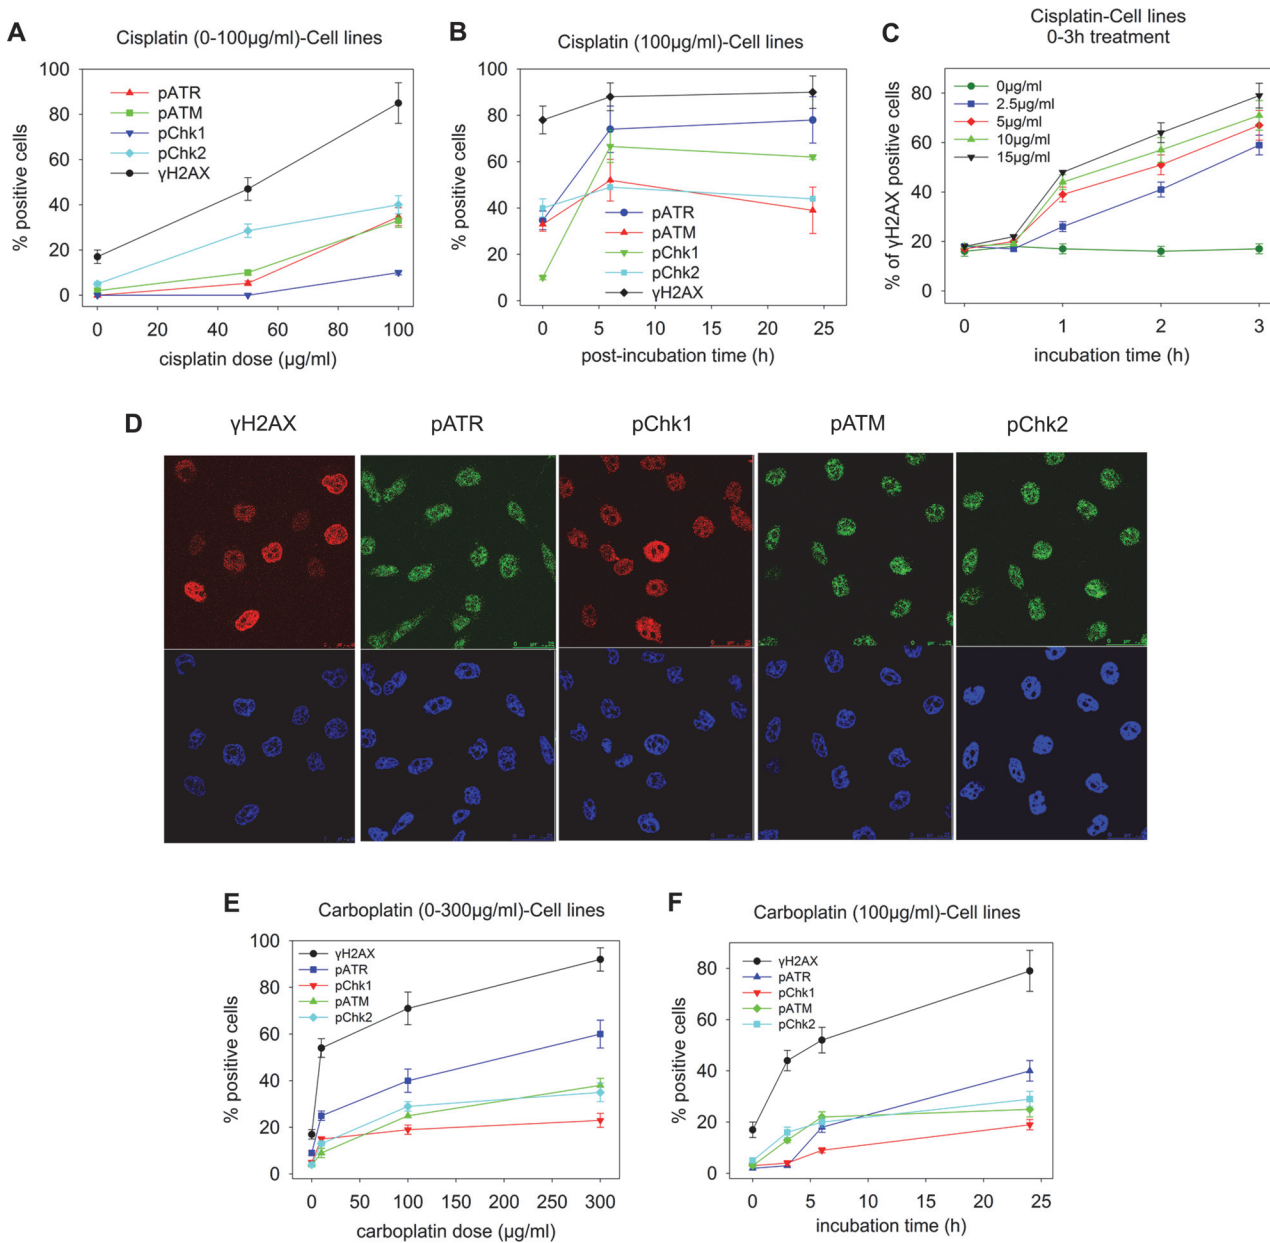 A
Cisplatin (0-100µg/ml)-Cell lines
100
80
60
40
20
0
% positive cells
pATR
pATM
pChk1
pChk2
γH2AX
0 20 40 60 80 100
cisplatin dose (µg/ml)
B
Cisplatin (100µg/ml)-Cell lines
100
80
60
40
20
0
% positive cells
pATR
pATM
pChk1
pChk2
γH2AX
0 5 10 15 20 25
post-incubation time (h)
C
Cisplatin-Cell lines
0-3h treatment
80
60
40
20
0
% of γH2AX positive cells
0µg/ml
2.5µg/ml
5µg/ml
10µg/ml
15µg/ml
0 1 2 3
incubation time (h)
D
γH2AX pATR pChk1 pATM pChk2
E
Carboplatin (0-300µg/ml)-Cell lines
100
80
60
40
20
0
% positive cells
γH2AX
pATR
pChk1
pATM
pChk2
0 50 100 150 200 250 300
carboplatin dose (µg/ml)
F
Carboplatin (100µg/ml)-Cell lines
80
60
40
20
0
% positive cells
γH2AX
pATR
pChk1
pATM
pChk2
0 5 10 15 20 25
incubation time (h)